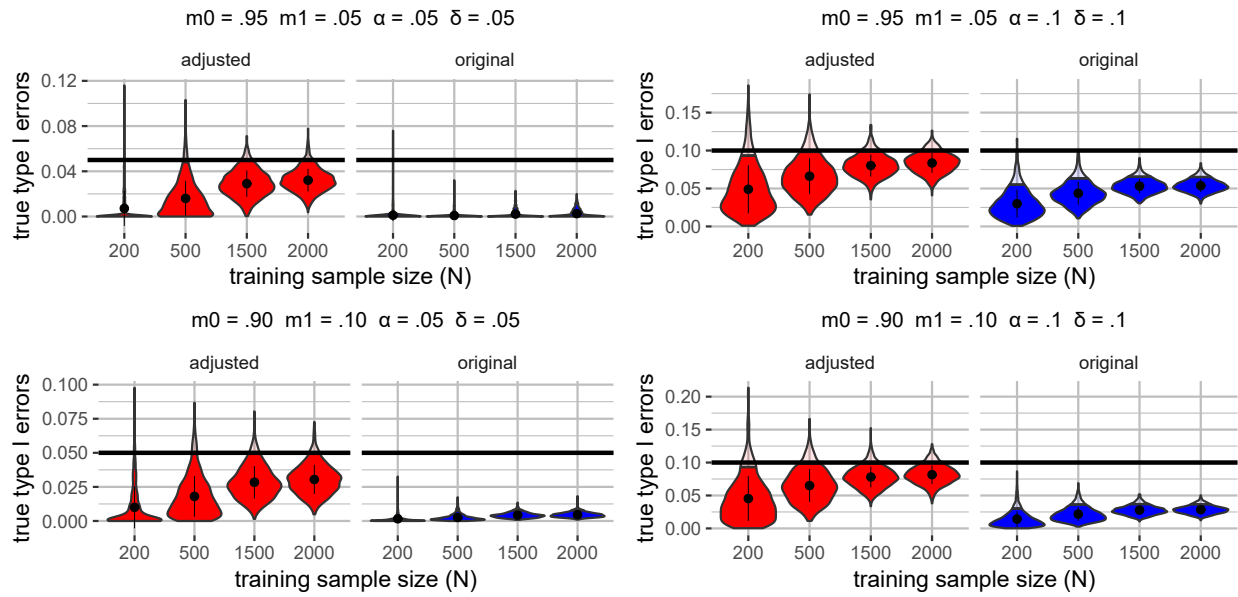 m0 = .95 m1 = .05 α = .05 δ = .05
adjusted
original
true type I errors
0.12
0.08
0.04
0.00
200 500 1500 2000
200 500 1500 2000
training sample size (N)
m0 = .95 m1 = .05 α = .1 δ = .1
adjusted
original
true type I errors
0.15
0.10
0.05
0.00
200 500 1500 2000
200 500 1500 2000
training sample size (N)
m0 = .90 m1 = .10 α = .05 δ = .05
adjusted
original
true type I errors
0.100
0.075
0.050
0.025
0.000
200 500 1500 2000
200 500 1500 2000
training sample size (N)
m0 = .90 m1 = .10 α = .1 δ = .1
adjusted
original
true type I errors
0.20
0.15
0.10
0.05
0.00
200 500 1500 2000
200 500 1500 2000
training sample size (N)